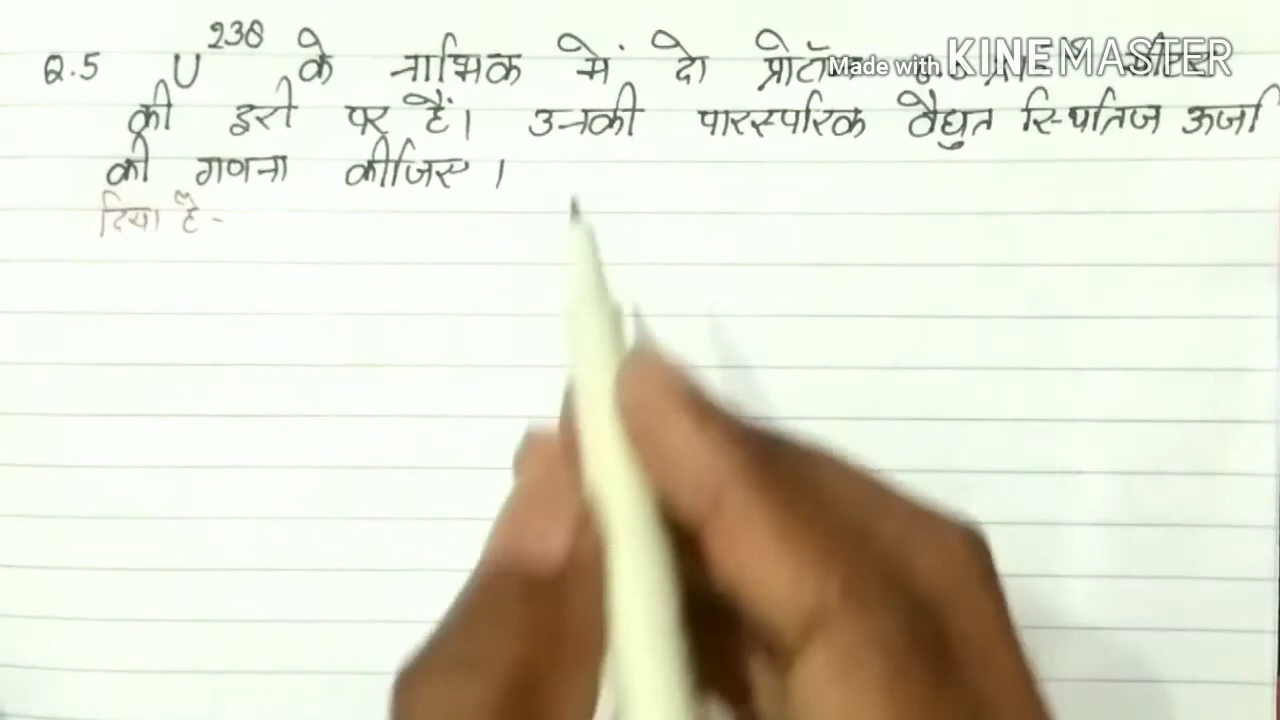 Q.5 U²³⁸ के नाभिक में दो
Made with KINEMASTER
की दूरी पर हैं। उनकी पारस्परिक वैद्युत स्थितिज ऊर्जा
की गणना कीजिए।
दिया है-